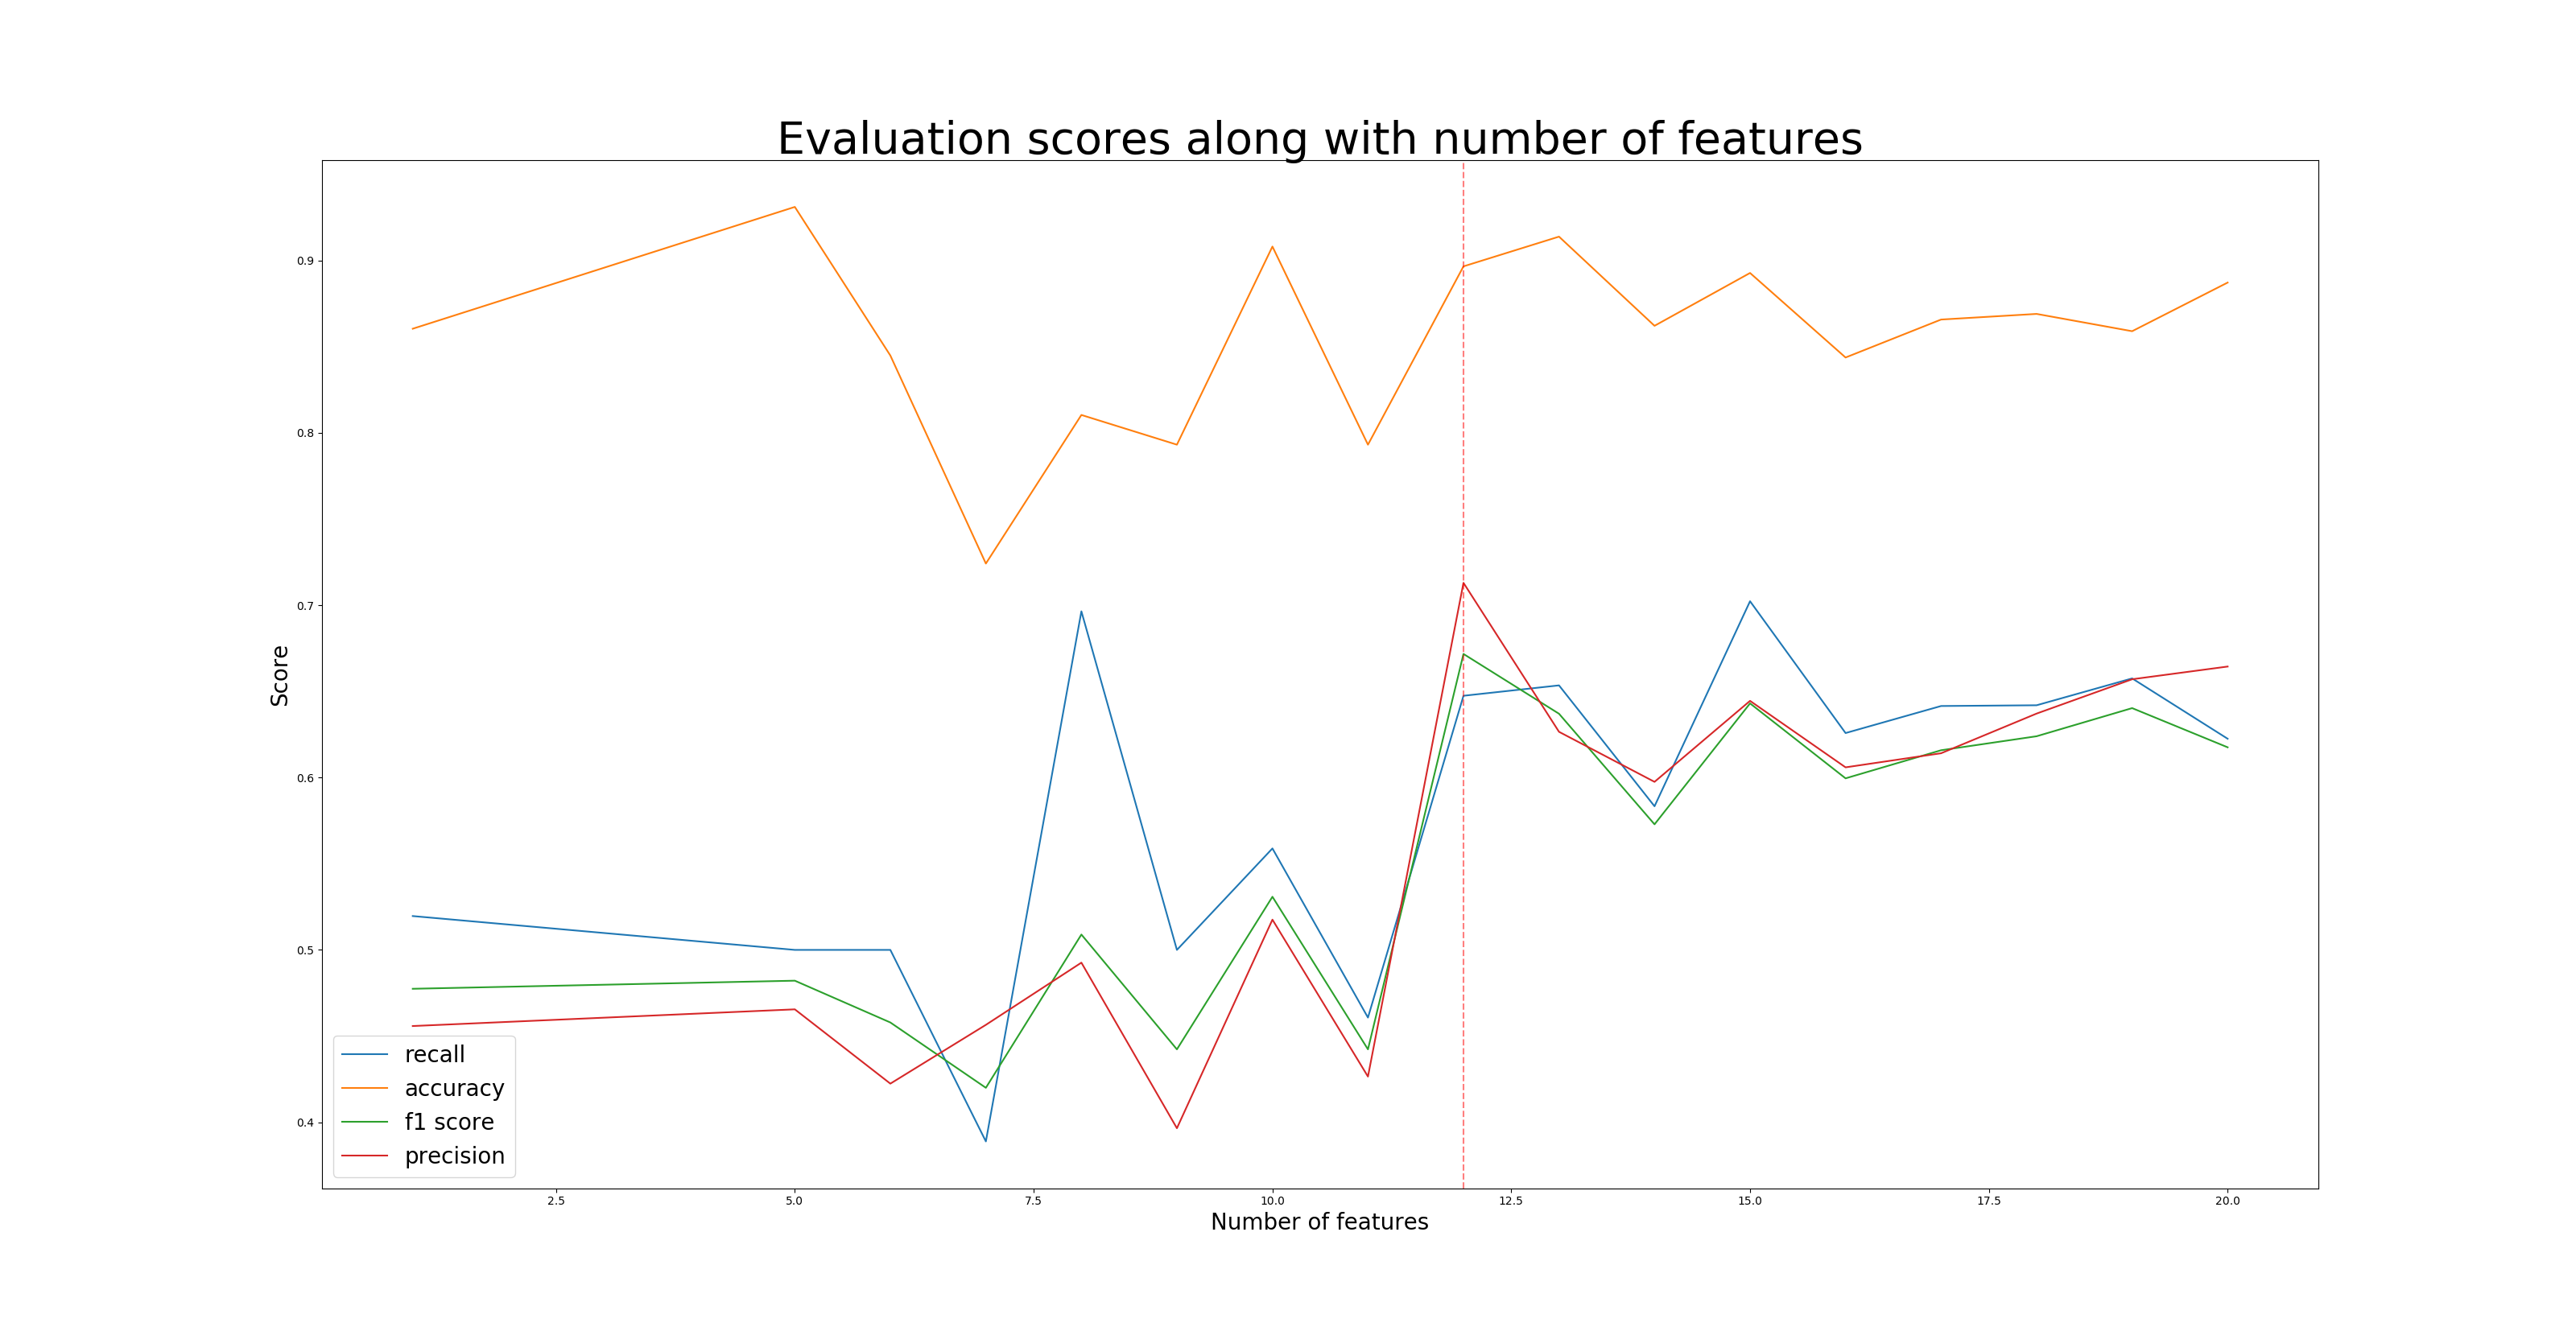 Evaluation scores along with number of features
0.9
0.8
0.7
0.6
0.5
0.4
Score
recall
accuracy
f1 score
precision
2.5 5.0 7.5 10.0 12.5 15.0 17.5 20.0
Number of features